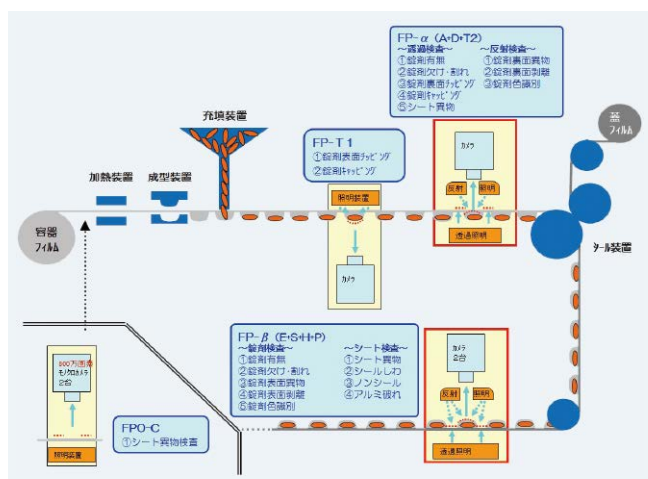 FP-α (A+D+T2)
～透過検査～ ～反射検査～
①錠剤有無 ①錠剤裏面異物
②錠剤欠け・割れ ②錠剤裏面剥離
③錠剤裏面ﾁｯﾋﾟﾝｸﾞ ③錠剤色識別
④錠剤ｷｬｯﾋﾟﾝｸﾞ
⑤シート異物
蓋
フィルム
充填装置
FP-T1
①錠剤表面ﾁｯﾋﾟﾝｸﾞ
②錠剤ｷｬｯﾋﾟﾝｸﾞ
カメラ
加熱装置 成型装置
照明装置
反射 照明
容器
フィルム
透過照明
シール装置
カメラ
FP-β (E+S+H+P)
～錠剤検査～ ～シート検査～
①錠剤有無 ①シート異物
②錠剤欠け・割れ ②シールしわ
③錠剤表面異物 ③ノンシール
④錠剤表面剥離 ④アルミ破れ
⑤錠剤色識別
カメラ
2台
反射 照明
透過照明
500万画素
モノクロカメラ
2台
照明装置
FP0-C
①シート異物検査